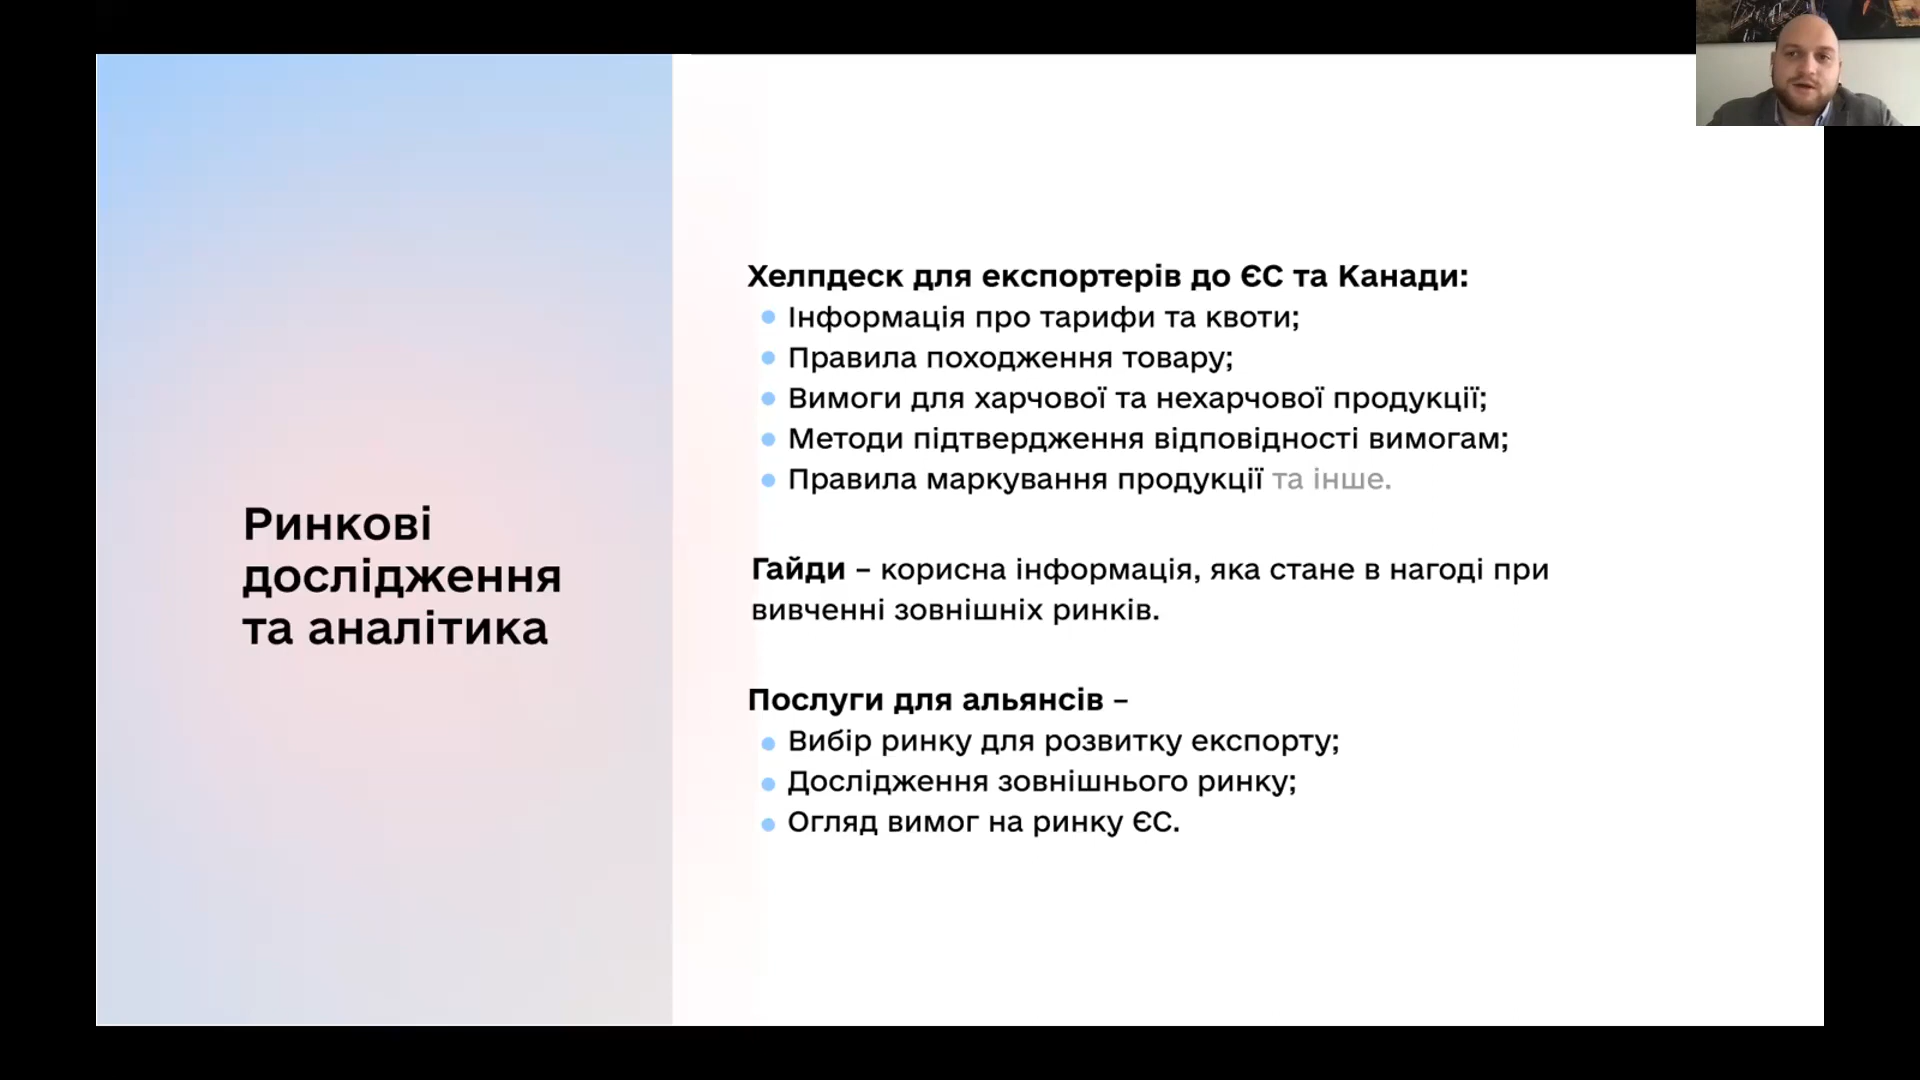 Ринкові
дослідження
та аналітика
Хелпдеск для експортерів до ЄС та Канади:
Інформація про тарифи та квоти;
Правила походження товару;
Вимоги для харчової та нехарчової продукції;
Методи підтвердження відповідності вимогам;
Правила маркування продукції та інше.
Гайди – корисна інформація, яка стане в нагоді при
вивченні зовнішніх ринків.
Послуги для альянсів –
Вибір ринку для розвитку експорту;
Дослідження зовнішнього ринку;
Огляд вимог на ринку ЄС.